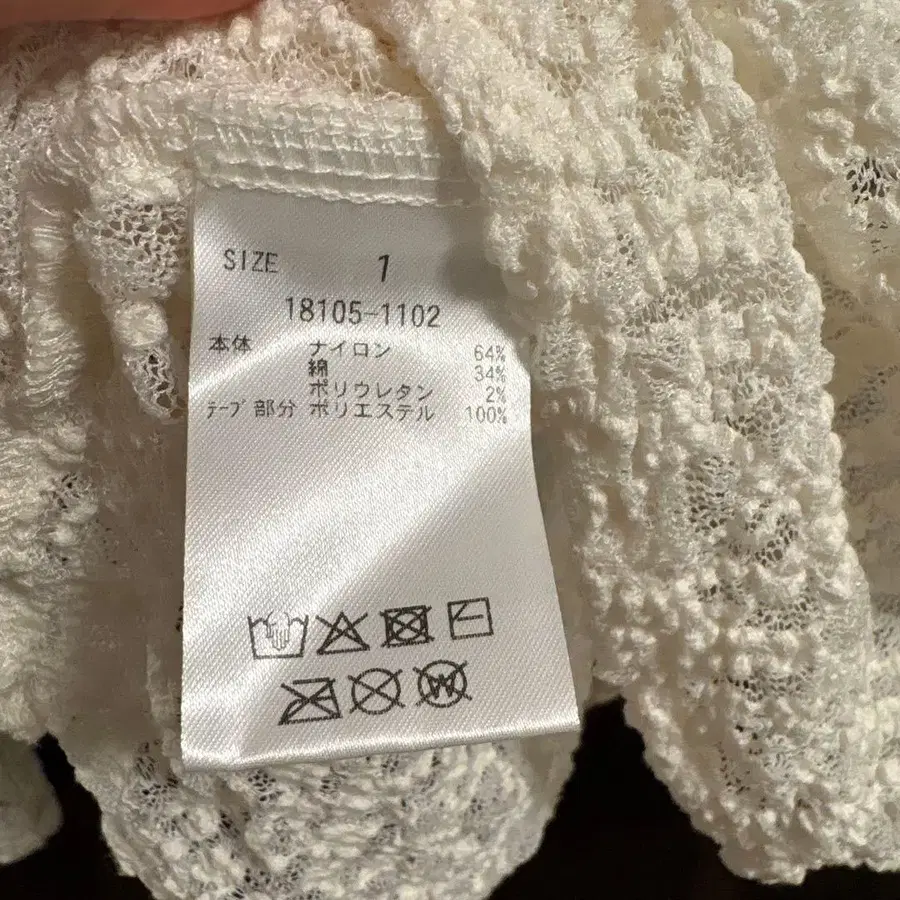 SIZE 1
18105-1102
本体 ナイロン 64%
綿 34%
ポリウレタン 2%
テープ部分 ポリエステル 100%